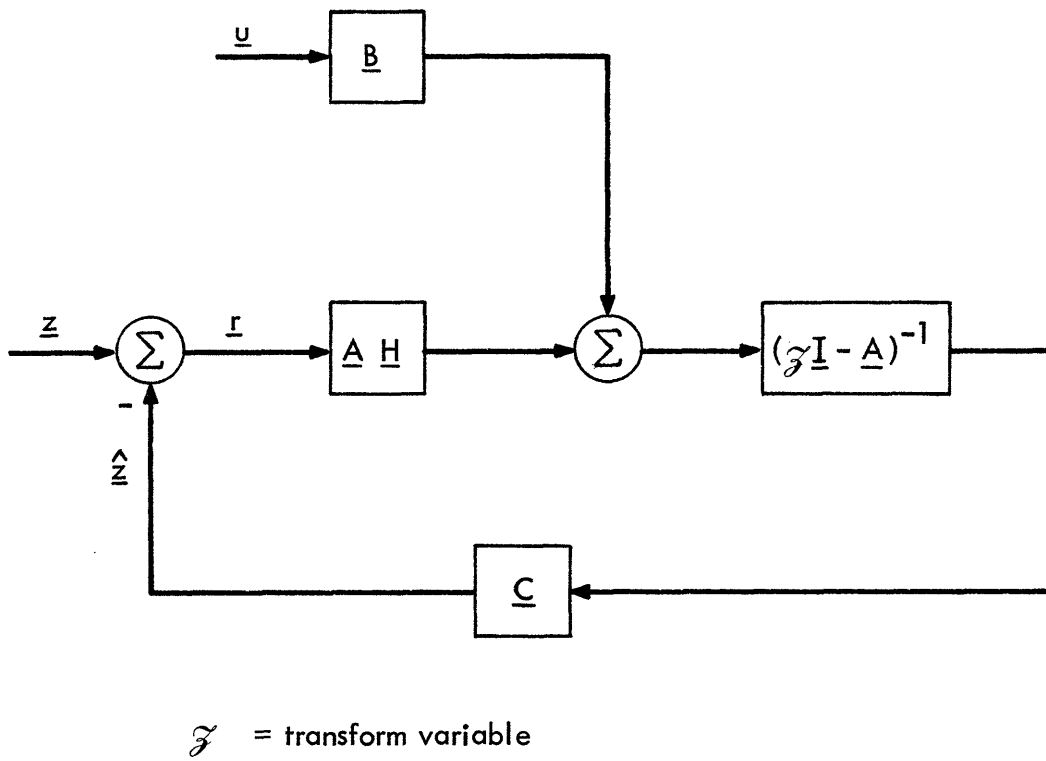 u
B
z
Σ
r
A H
Σ
(𝓏I - A)⁻¹
-
ẑ
C
𝓏 = transform variable